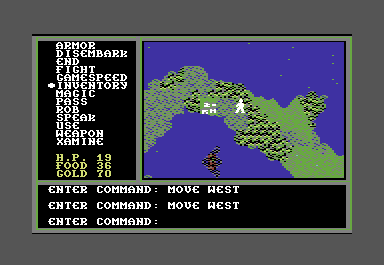 ARMOR
DISEMBARK
END
FIGHT
GAMESPEED
INVENTORY
MAGIC
PASS
ROB
SPEAK
USE
WEAPON
XAMINE
H.P. 19
FOOD 36
GOLD 70
ENTER COMMAND: MOVE WEST
ENTER COMMAND: MOVE WEST
ENTER COMMAND: